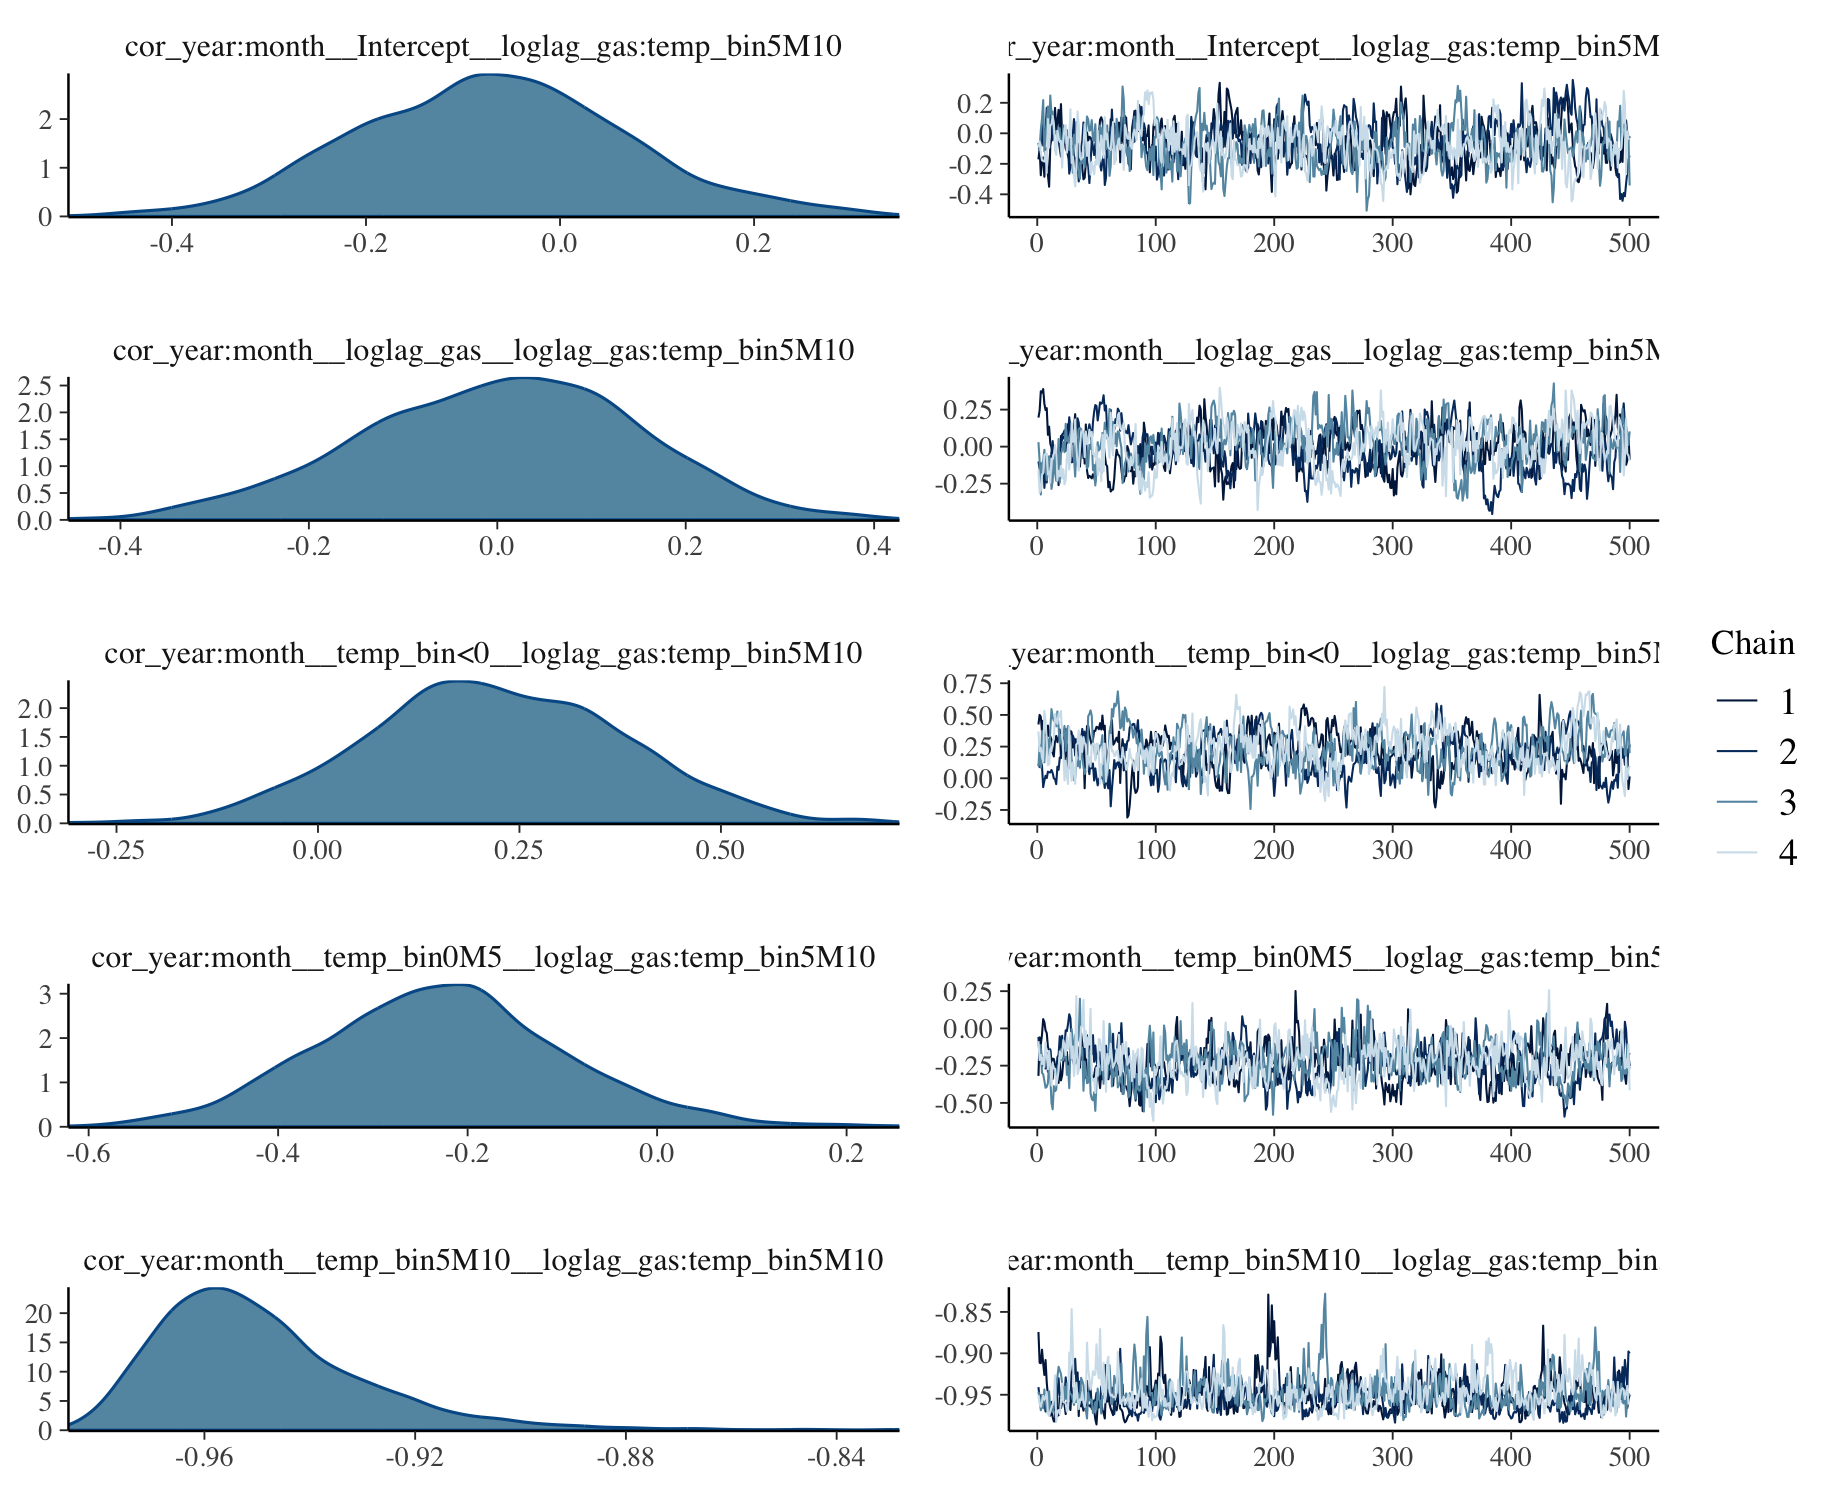 cor_year:month__Intercept__loglag_gas:temp_bin5M10
r_year:month__Intercept__loglag_gas:temp_bin5M
2
1
0
-0.4 -0.2 0.0 0.2
0.2
0.0
-0.2
-0.4
0 100 200 300 400 500
cor_year:month__loglag_gas__loglag_gas:temp_bin5M10
_year:month__loglag_gas__loglag_gas:temp_bin5M
2.5
2.0
1.5
1.0
0.5
0.0
-0.4 -0.2 0.0 0.2 0.4
0.25
0.00
-0.25
0 100 200 300 400 500
cor_year:month__temp_bin<0__loglag_gas:temp_bin5M10
year:month__temp_bin<0__loglag_gas:temp_bin5M
2.0
1.5
1.0
0.5
0.0
-0.25 0.00 0.25 0.50
0.75
0.50
0.25
0.00
-0.25
0 100 200 300 400 500
Chain
1
2
3
4
cor_year:month__temp_bin0M5__loglag_gas:temp_bin5M10
year:month__temp_bin0M5__loglag_gas:temp_bin5
3
2
1
0
-0.6 -0.4 -0.2 0.0 0.2
0.25
0.00
-0.25
-0.50
0 100 200 300 400 500
cor_year:month__temp_bin5M10__loglag_gas:temp_bin5M10
ear:month__temp_bin5M10__loglag_gas:temp_bin
20
15
10
5
0
-0.96 -0.92 -0.88 -0.84
-0.85
-0.90
-0.95
0 100 200 300 400 500